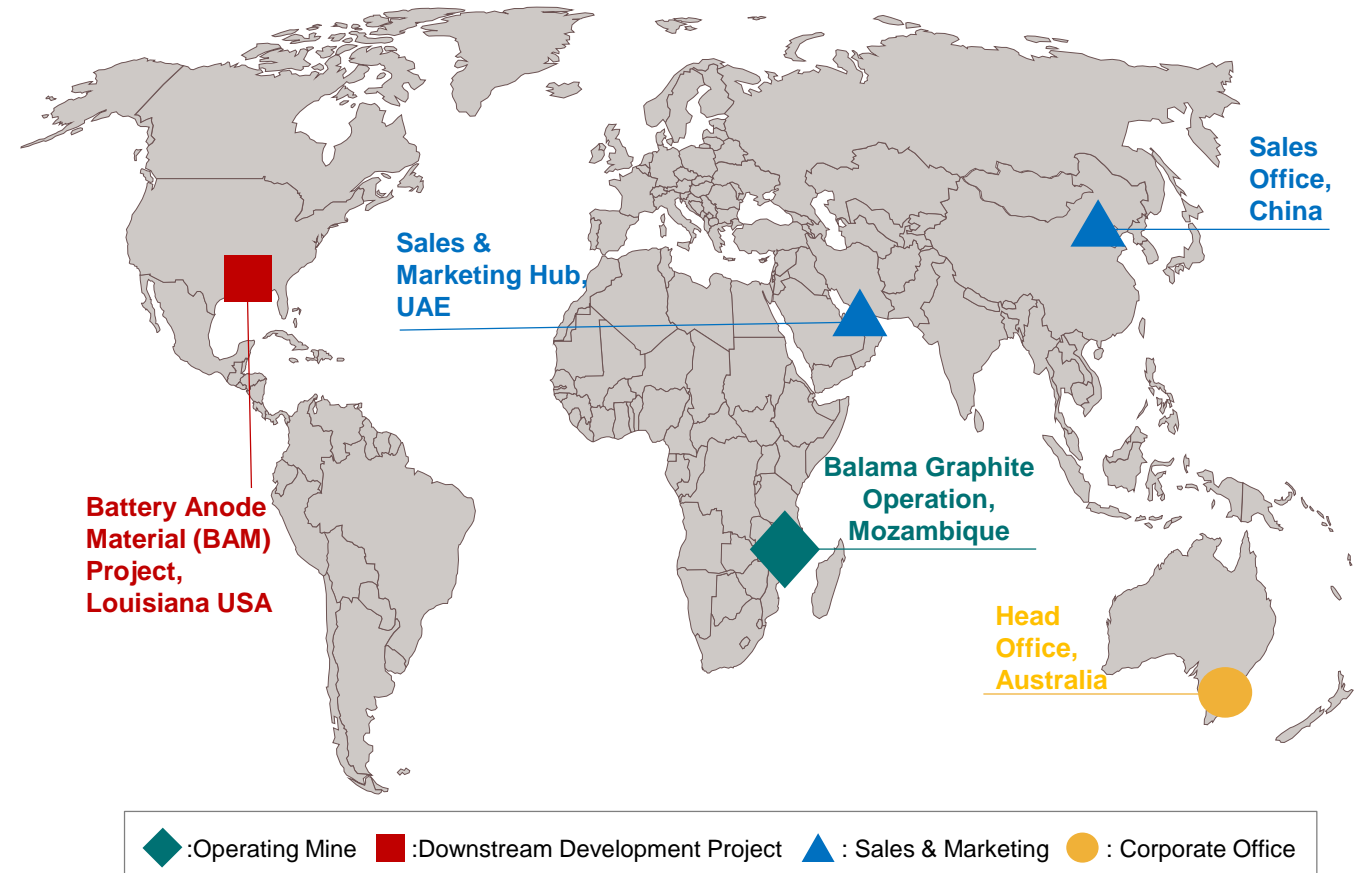 Sales
Office,
China
Sales &
Marketing Hub,
UAE
Balama Graphite
Operation,
Mozambique
Battery Anode
Material (BAM)
Project,
Louisiana USA
Head
Office,
Australia
:Operating Mine :Downstream Development Project : Sales & Marketing : Corporate Office